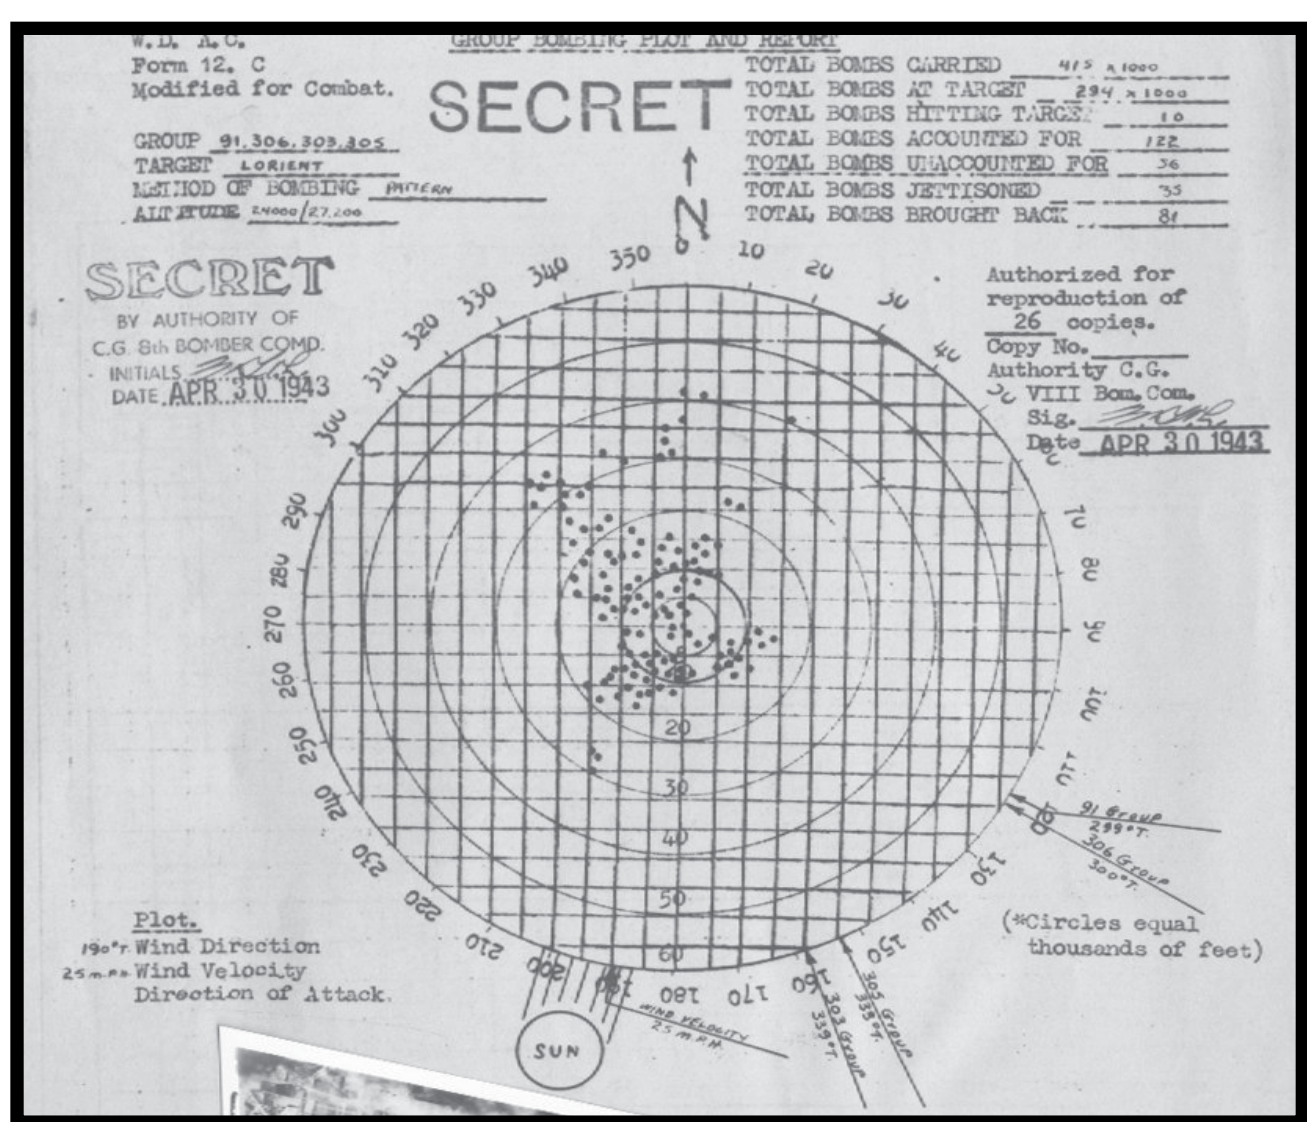 W.D. A.C.
Form 12. C
Modified for Combat.
GROUP BOMBING PLOT AND REPORT
SECRET
TOTAL BOMBS CARRIED 415 x 1000
TOTAL BOMBS AT TARGET 294 x 1000
TOTAL BOMBS HITTING TARGET 10
TOTAL BOMBS ACCOUNTED FOR 122
TOTAL BOMBS UNACCOUNTED FOR 36
TOTAL BOMBS JETTISONED 35
TOTAL BOMBS BROUGHT BACK 81
GROUP 91.306.303.305
TARGET LORIENT
METHOD OF BOMBING PATTERN
ALTITUDE 24000/27,200
N
SECRET
BY AUTHORITY OF
C.G. 8th BOMBER COMD.
INITIALS
DATE APR 30 1943
Authorized for
reproduction of
26 copies.
Copy No.
Authority C.G.
VIII Bom. Com.
Sig.
Date APR 30 1943
0
10
20
30
40
70
80
90
100
110
120
130
140
150
160
170
180
190
200
210
220
230
240
250
260
270
280
290
300
310
320
330
340
350
20
30
40
50
60
91 Group
299°T.
306 Group
300°T.
(*Circles equal
thousands of feet)
305 Group
339°T.
303 Group
339°T.
WIND VELOCITY
25 M.P.H.
SUN
Plot.
190°T. Wind Direction
25 m.P.H. Wind Velocity
Direction of Attack.